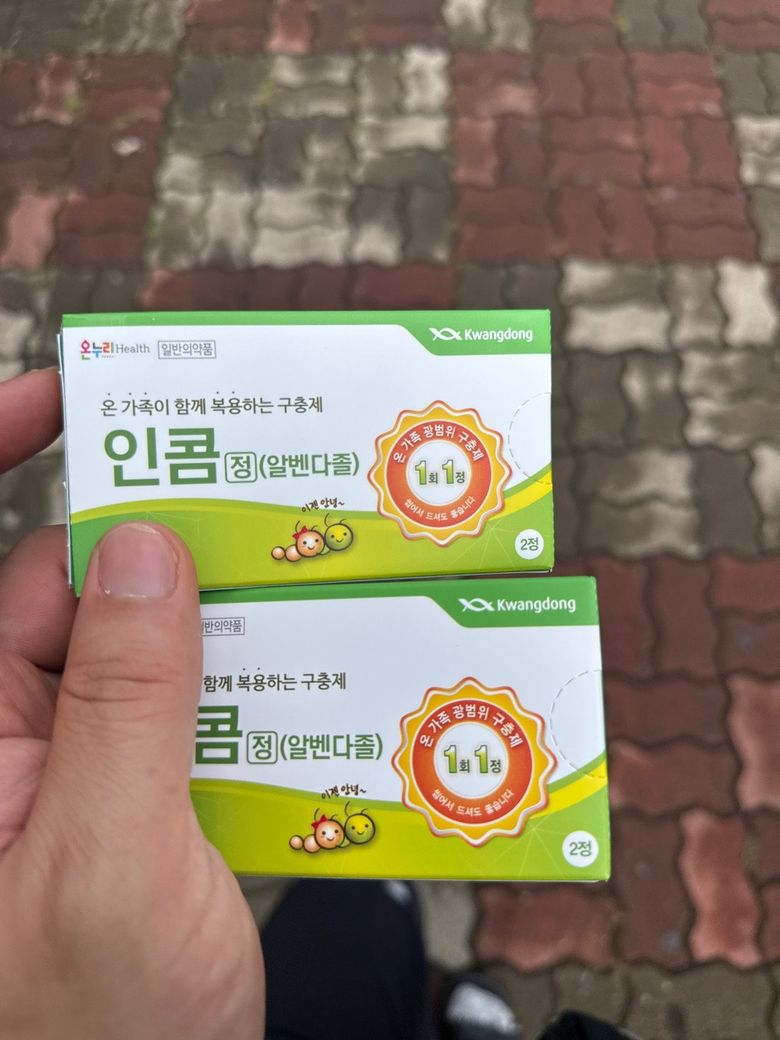 온누리Health 일반의약품
Kwangdong
온 가족이 함께 복용하는 구충제
인콤 정 (알벤다졸)
온 가족 광범위 구충제
1회 1정
씹어서 드셔도 좋습니다
이젠 안녕~
2정
Kwangdong
일반의약품
함께 복용하는 구충제
콤 정 (알벤다졸)
온 가족 광범위 구충제
1회 1정
씹어서 드셔도 좋습니다
이젠 안녕~
2정